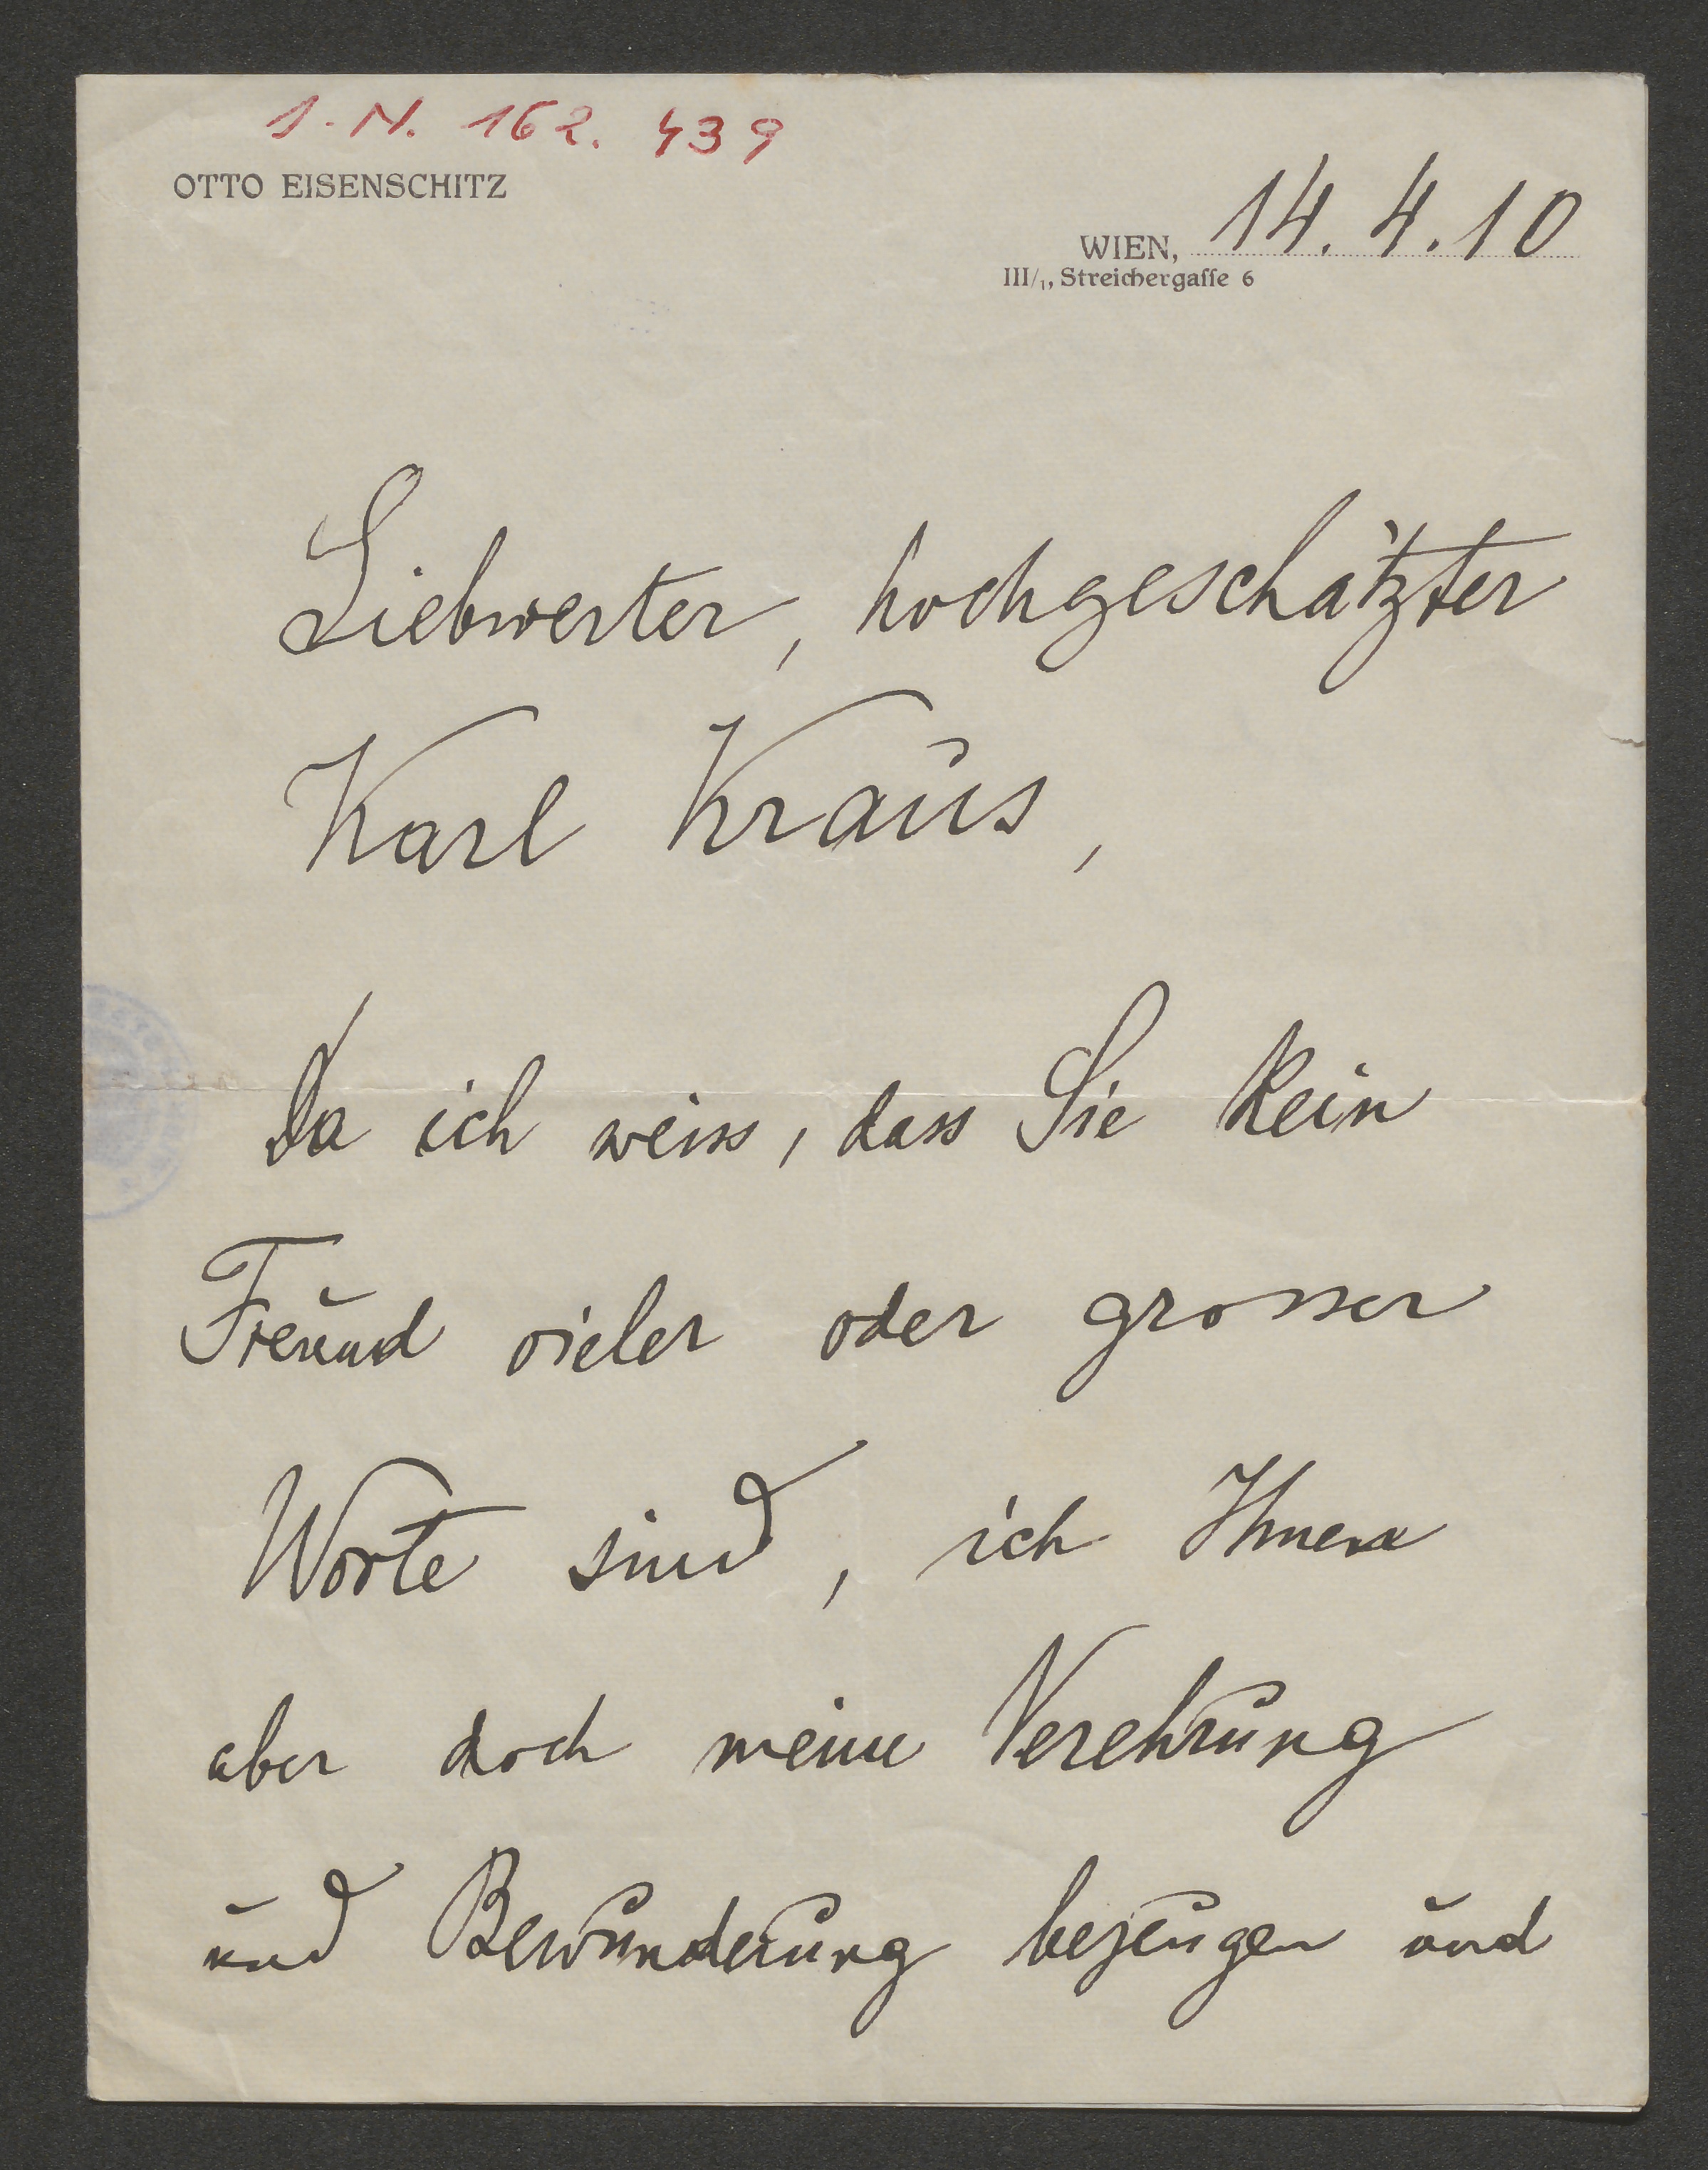 I.N. 162.439
OTTO EISENSCHITZ
WIEN, 14.4.10
III/1, Streichergaſſe 6
Liebwerter, hochgeschätzter
Karl Kraus,
Da ich weiss, dass Sie kein
Freund vieler oder grosser
Worte sind, ich Ihnen
aber doch meine Verehrung
und Bewunderung bezeugen und